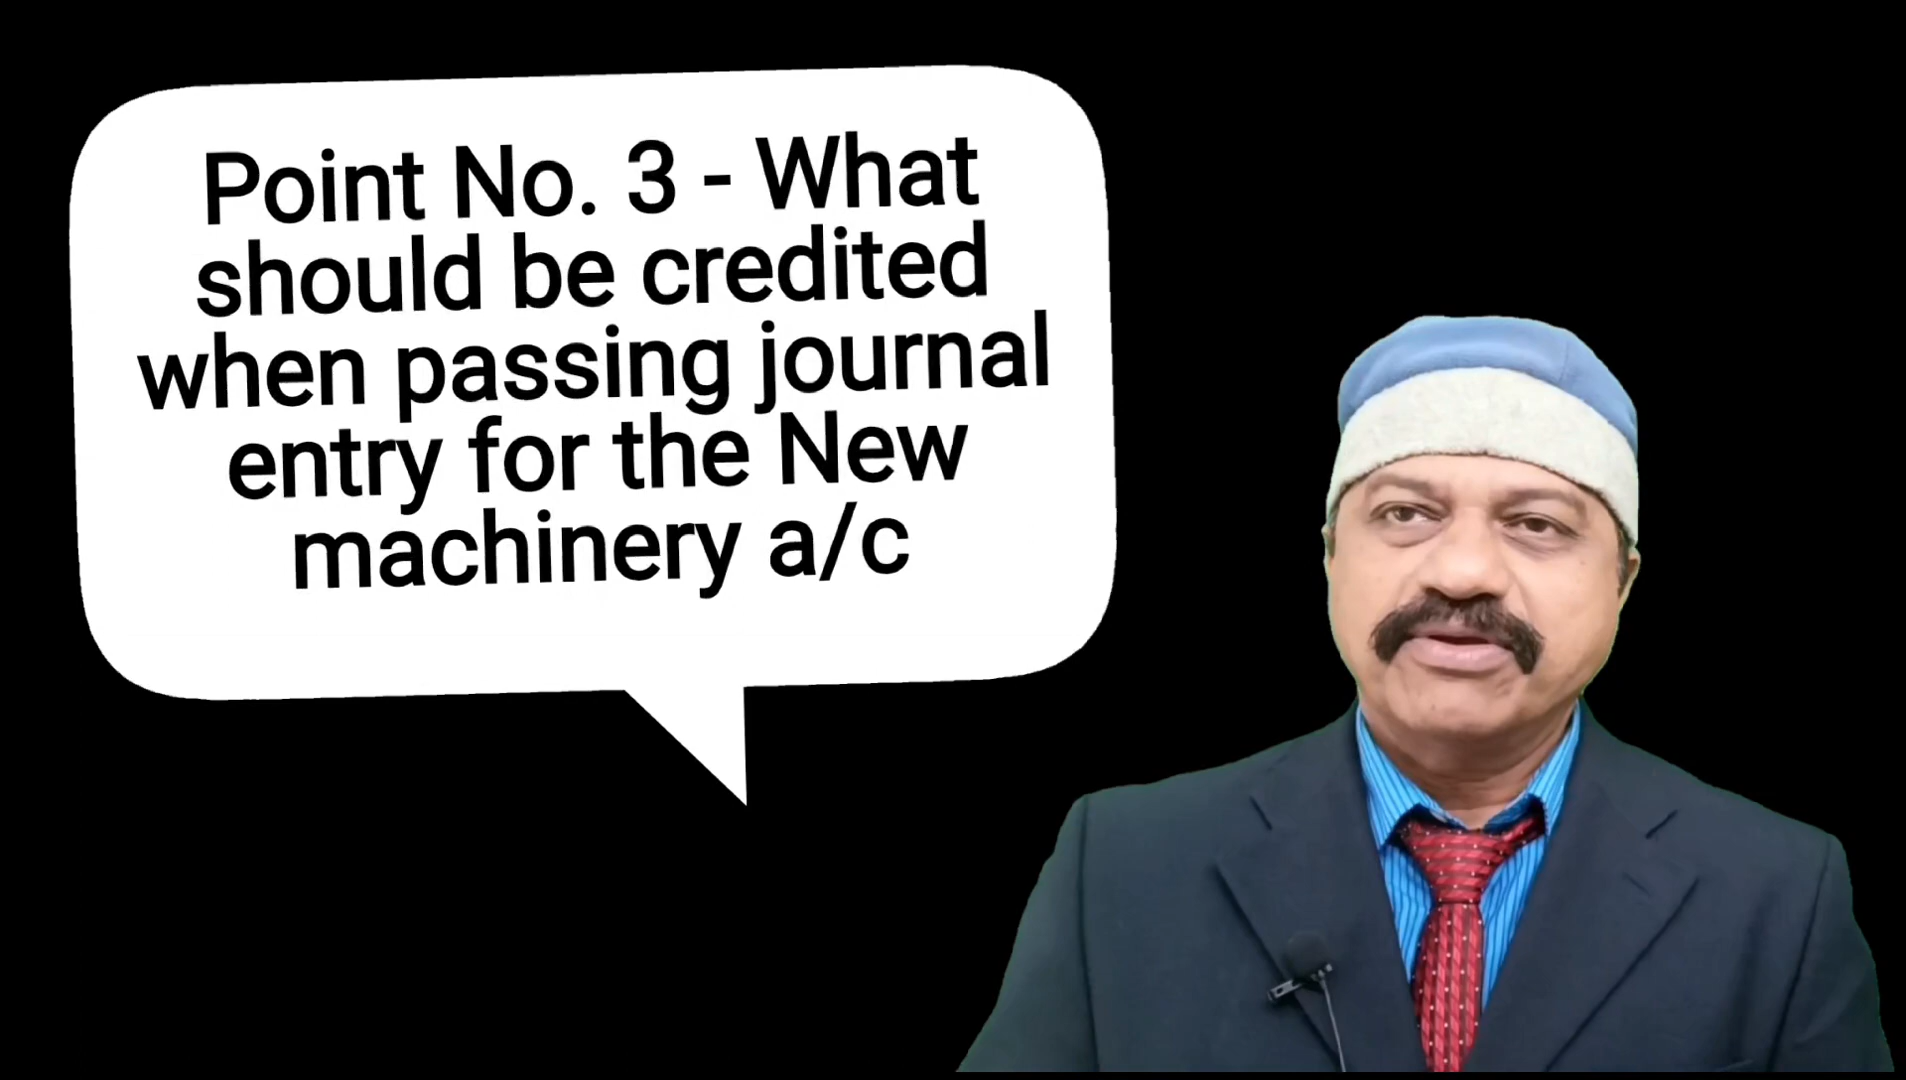 Point No. 3 - What
should be credited
when passing journal
entry for the New
machinery a/c